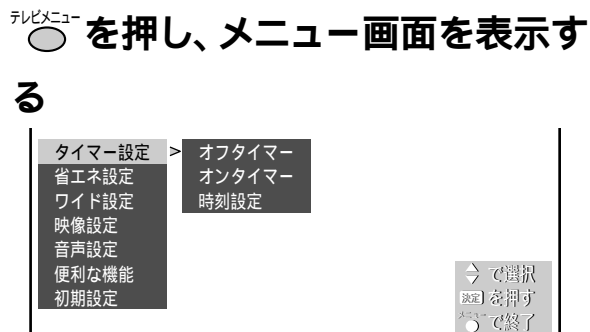 テレビメニュー
を押し、メニュー画面を表示す
る
タイマー設定 > オフタイマー
省エネ設定 オンタイマー
ワイド設定 時刻設定
映像設定
音声設定
便利な機能
初期設定
で選択
決定 を押す
メニュー で終了